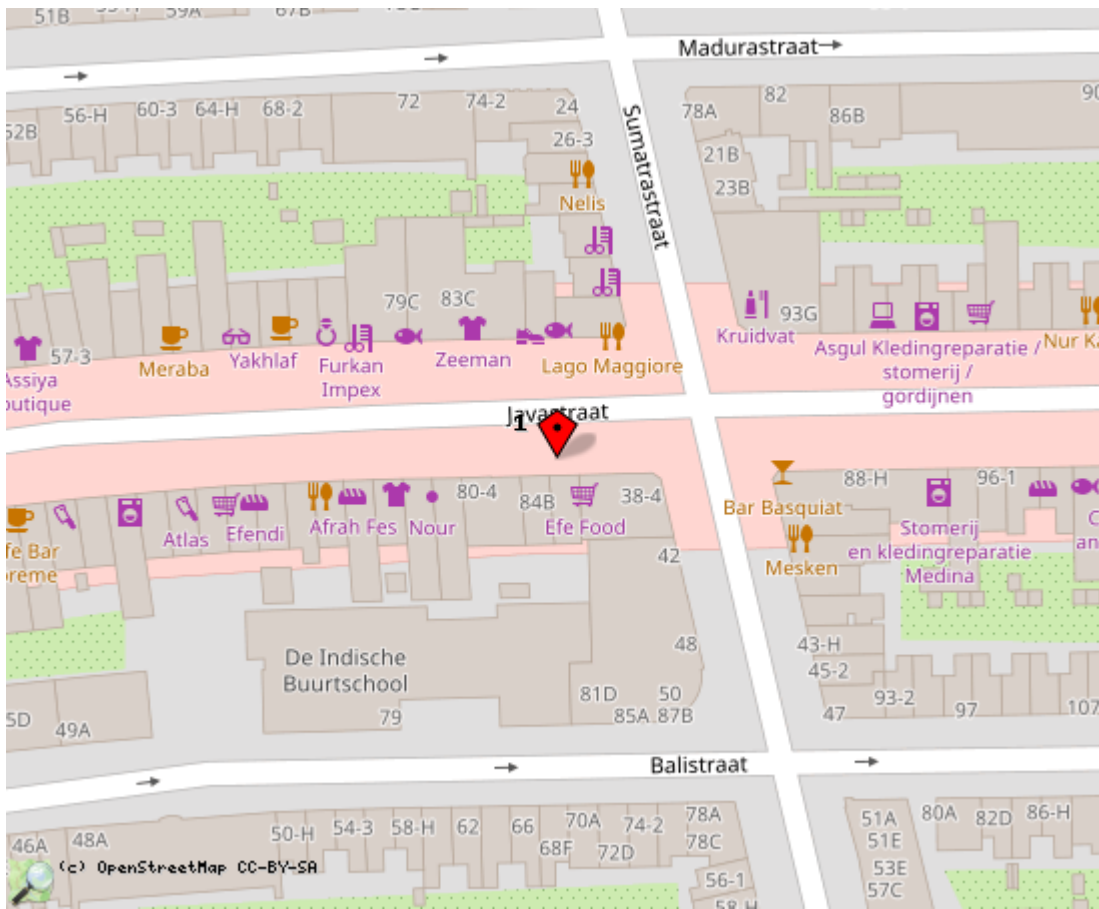 51B
59A
67B
Madurastraat
52B
56-H
60-3
64-H
68-2
72
74-2
24
26-3
78A
82
86B
90
21B
23B
Sumatrastraat
Nelis
79C
83C
93G
57-3
Meraba
Yakhlaf
Furkan
Impex
Zeeman
Lago Maggiore
Kruidvat
Asgul Kledingreparatie /
stomerij /
gordijnen
Nur Ka
Assiya
outique
Javastraat
1
80-4
84B
38-4
88-H
96-1
Atlas
Efendi
Afrah Fes
Nour
Efe Food
Bar Basquiat
Stomerij
en kledingreparatie
Medina
fe Bar
oreme
Mesken
C
an
42
48
De Indische
Buurtschool
43-H
45-2
93-2
97
107
47
81D
50
85A
87B
79
5D
49A
Balistraat
46A
48A
50-H
54-3
58-H
62
66
68F
70A
72D
74-2
78A
78C
56-1
58-H
51A
51E
53E
57C
80A
82D
86-H
(c) OpenStreetMap CC-BY-SA